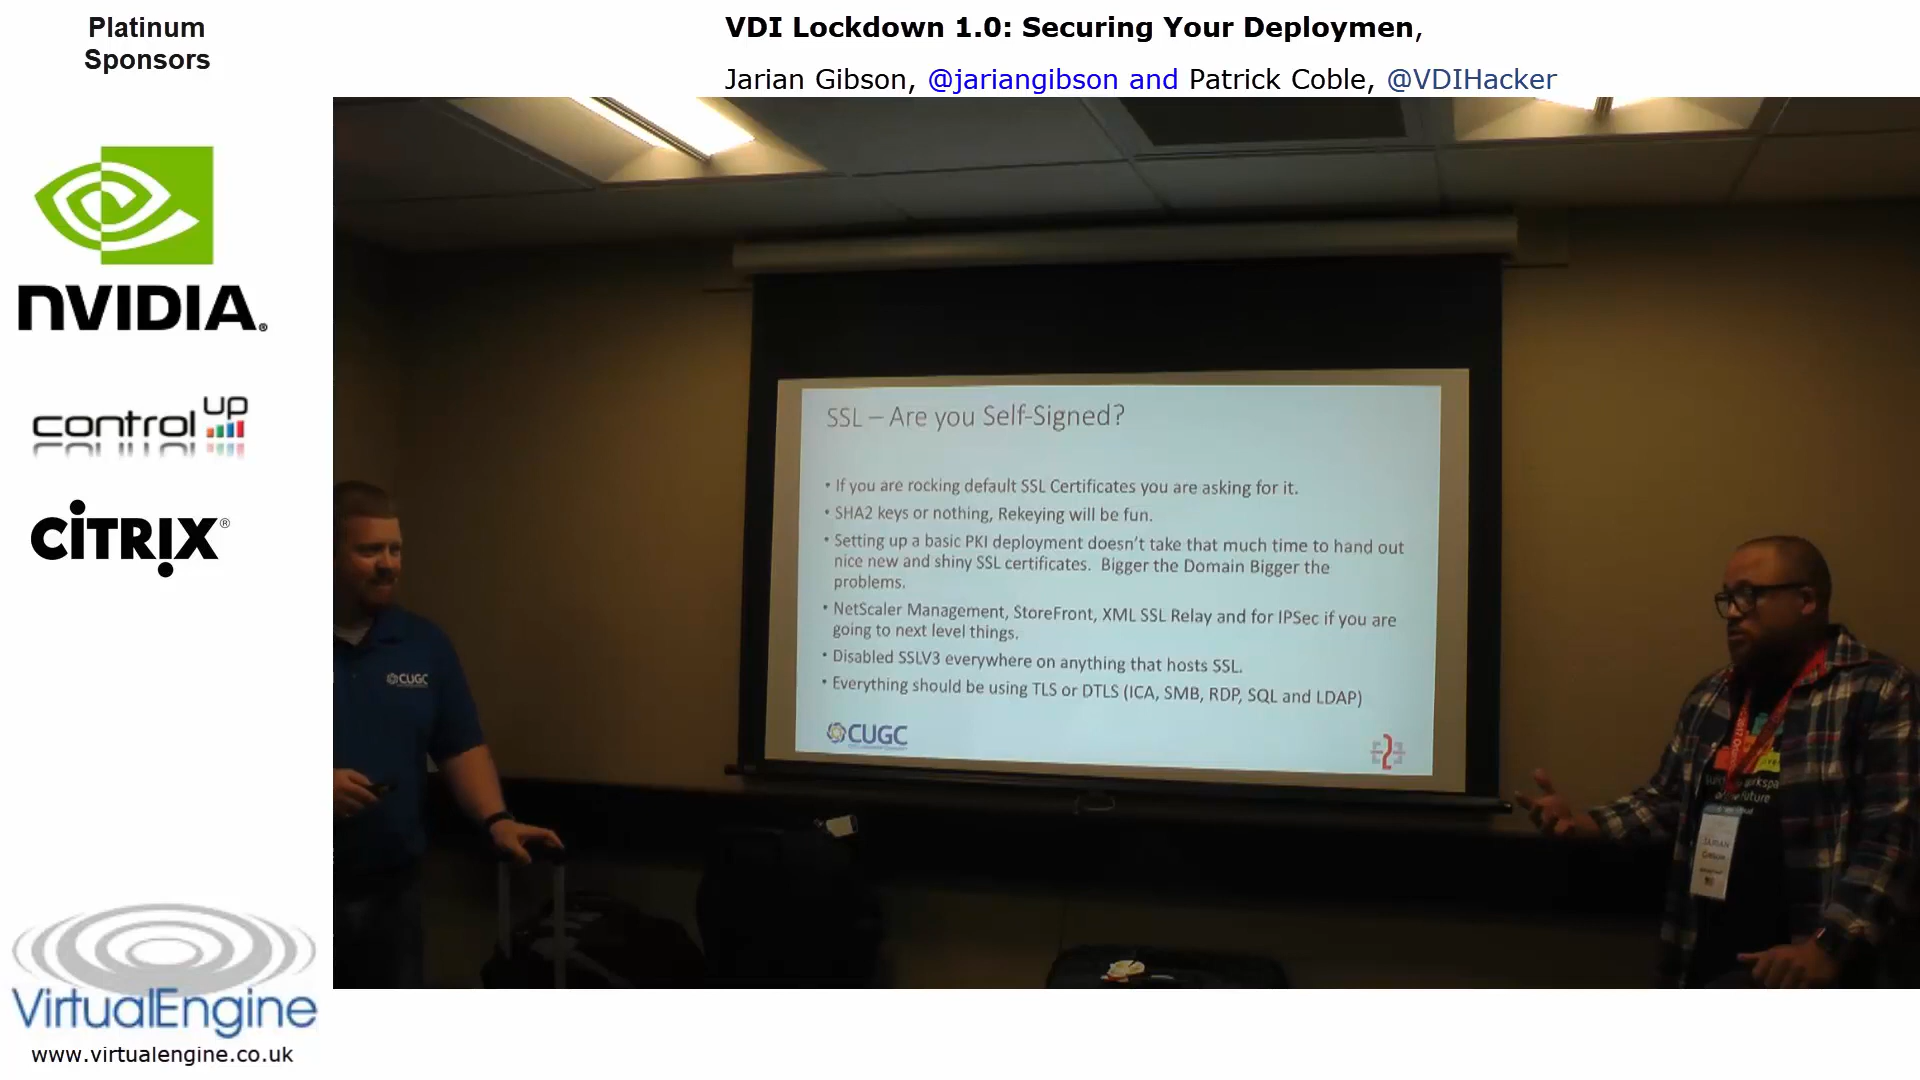 Platinum
Sponsors
VDI Lockdown 1.0: Securing Your Deploymen,
Jarian Gibson, @jariangibson and Patrick Coble, @VDIHacker
NVIDIA®
control UP
CİTRIX®
VirtualEngine
www.virtualengine.co.uk
SSL – Are you Self-Signed?
• If you are rocking default SSL Certificates you are asking for it.
• SHA2 keys or nothing, Rekeying will be fun.
• Setting up a basic PKI deployment doesn't take that much time to hand out
nice new and shiny SSL certificates. Bigger the Domain Bigger the
problems.
• NetScaler Management, StoreFront, XML SSL Relay and for IPSec if you are
going to next level things.
• Disabled SSLV3 everywhere on anything that hosts SSL.
• Everything should be using TLS or DTLS (ICA, SMB, RDP, SQL and LDAP)
CUGC
CUGC